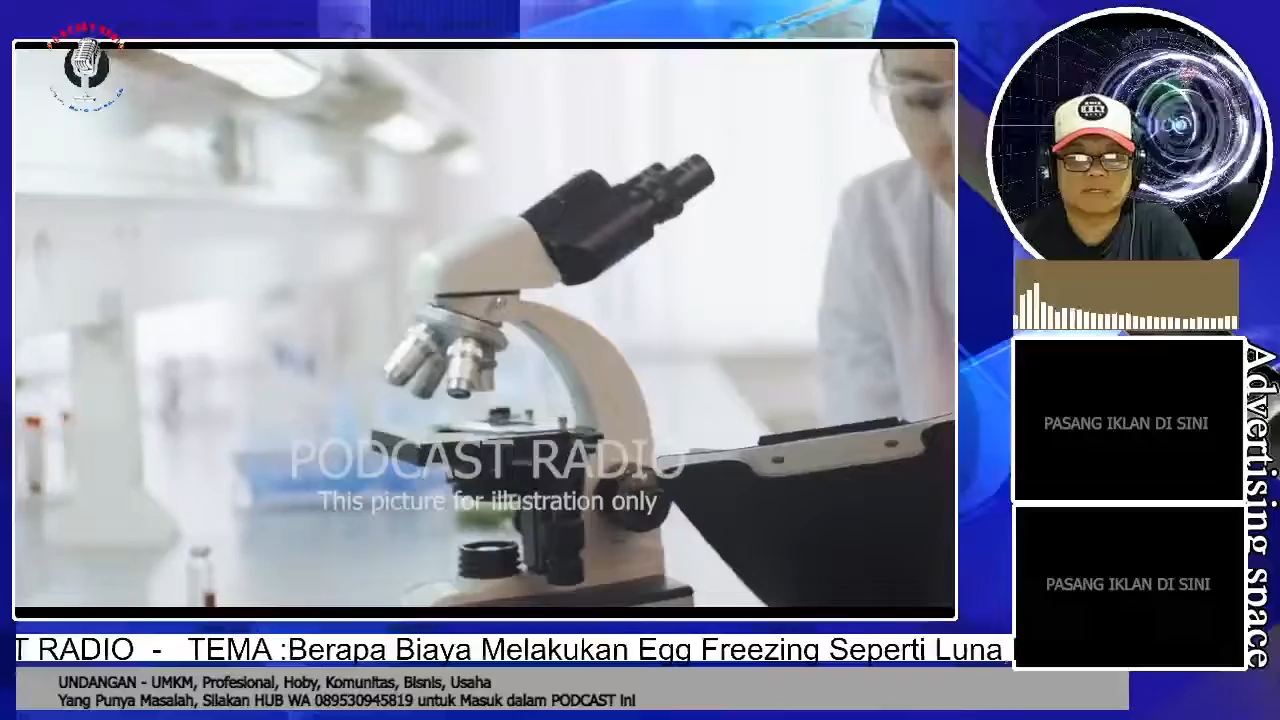 PODCAST RADIO
This picture for illustration only
PASANG IKLAN DI SINI
PASANG IKLAN DI SINI
Advertising space
T RADIO - TEMA :Berapa Biaya Melakukan Egg Freezing Seperti Luna
UNDANGAN - UMKM, Profesional, Hoby, Komunitas, Bisnis, Usaha
Yang Punya Masalah, Silakan HUB WA 089530945819 untuk Masuk dalam PODCAST ini